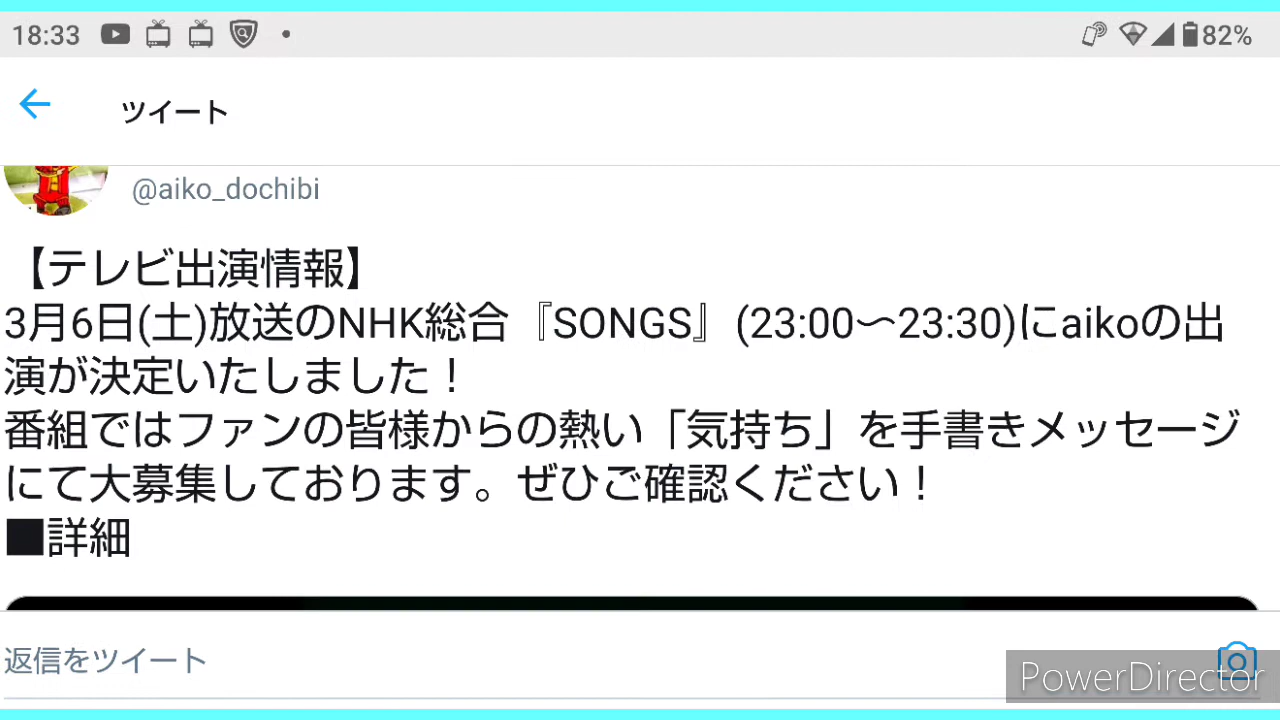 18:33
82%
ツイート
@aiko_dochibi
【テレビ出演情報】
3月6日(土)放送のNHK総合『SONGS』(23:00〜23:30)にaikoの出
演が決定いたしました！
番組ではファンの皆様からの熱い「気持ち」を手書きメッセージ
にて大募集しております。ぜひご確認ください！
■詳細
返信をツイート
PowerDirector